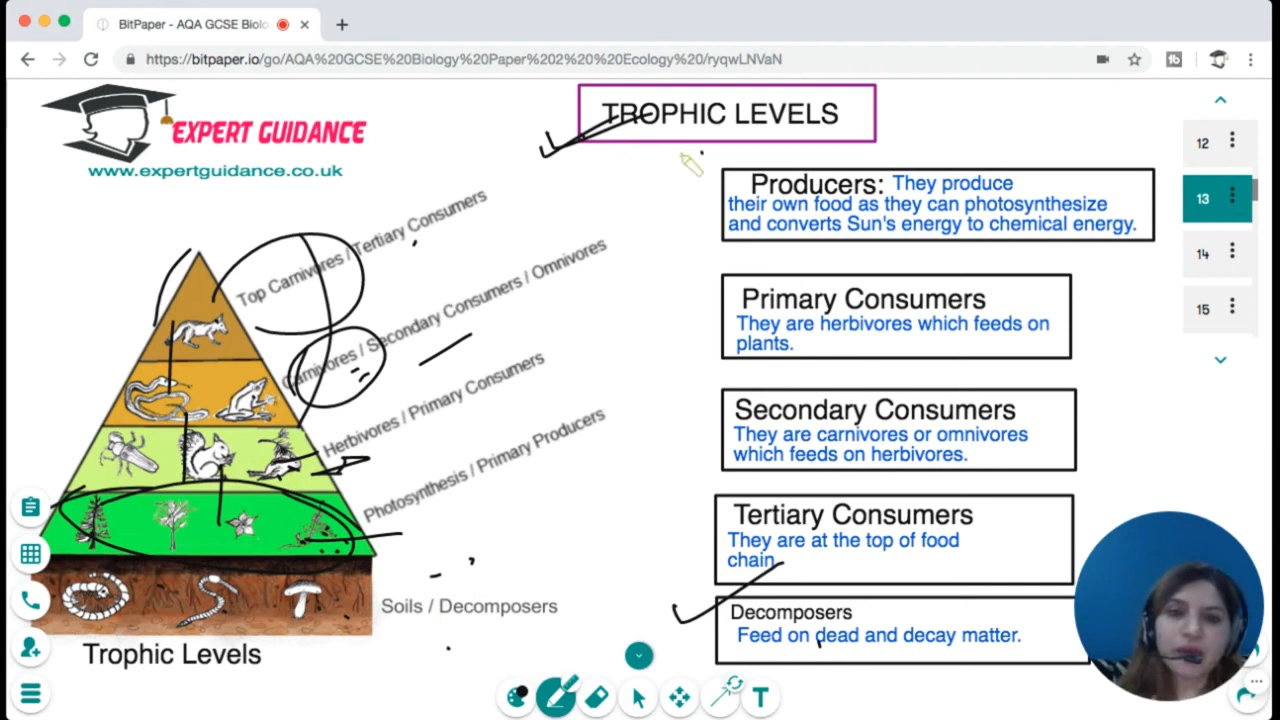 BitPaper - AQA GCSE Biolo
https://bitpaper.io/go/AQA%20GCSE%20Biology%20Paper%202%20%20Ecology%20/ryqwLNVaN
EXPERT GUIDANCE
www.expertguidance.co.uk
TROPHIC LEVELS
12
13
14
15
Top Carnivores / Tertiary Consumers
Carnivores / Secondary Consumers / Omnivores
Herbivores / Primary Consumers
Photosynthesis / Primary Producers
Soils / Decomposers
Trophic Levels
Producers: They produce
their own food as they can photosynthesize
and converts Sun's energy to chemical energy.
Primary Consumers
They are herbivores which feeds on
plants.
Secondary Consumers
They are carnivores or omnivores
which feeds on herbivores.
Tertiary Consumers
They are at the top of food
chain.
Decomposers
Feed on dead and decay matter.
T